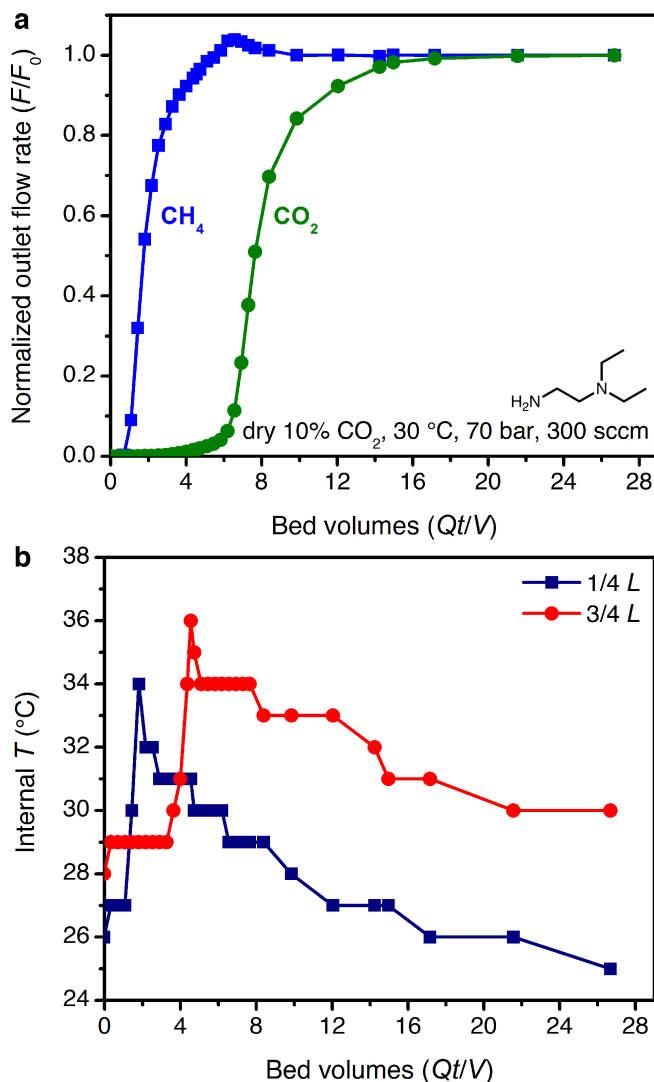 a
Normalized outlet flow rate (F/F₀)
1.0
0.8
0.6
0.4
0.2
0.0
CH₄
CO₂
H₂N
N
dry 10% CO₂, 30 °C, 70 bar, 300 sccm
0 4 8 12 16 20 24 28
Bed volumes (Qt/V)
b
Internal T (°C)
38
36
34
32
30
28
26
24
1/4 L
3/4 L
0 4 8 12 16 20 24 28
Bed volumes (Qt/V)